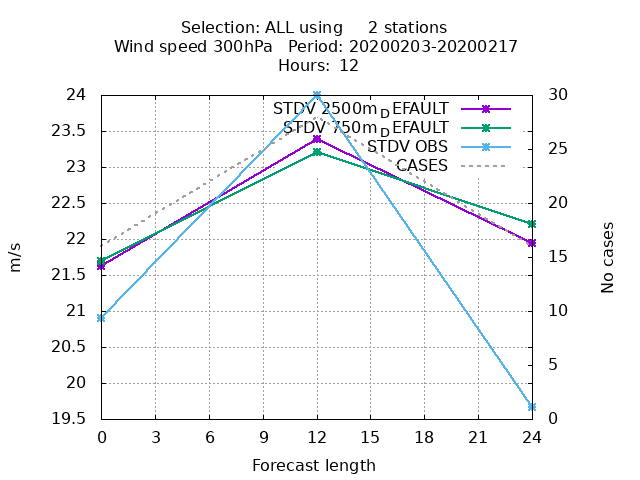 Selection: ALL using     2 stations
Wind speed 300hPa   Period: 20200203-20200217
Hours:  12
STDV 2500m_DEFAULT
STDV 750m_DEFAULT
STDV OBS
CASES
24
23.5
23
22.5
22
21.5
21
20.5
20
19.5
30
25
20
15
10
5
0
m/s
No cases
0 3 6 9 12 15 18 21 24
Forecast length